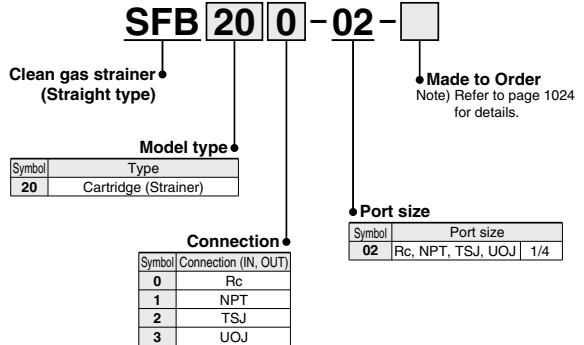 SFB 20 0 - 02 -
Clean gas strainer
(Straight type)
Made to Order
Note) Refer to page 1024
for details.
Model type
Symbol Type
20 Cartridge (Strainer)
Port size
Symbol Port size
02 Rc, NPT, TSJ, UOJ 1/4
Connection
Symbol Connection (IN, OUT)
0 Rc
1 NPT
2 TSJ
3 UOJ